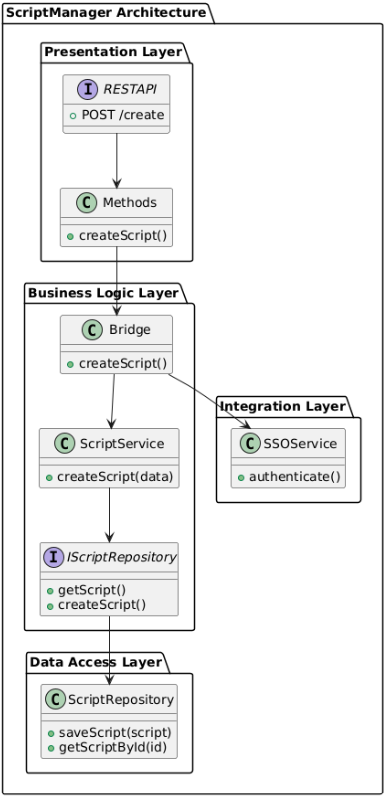 ScriptManager Architecture
Presentation Layer
I RESTAPI
POST /create
C Methods
createScript()
Business Logic Layer
C Bridge
createScript()
Integration Layer
C ScriptService
createScript(data)
C SSOService
authenticate()
I IScriptRepository
getScript()
createScript()
Data Access Layer
C ScriptRepository
saveScript(script)
getScriptById(id)